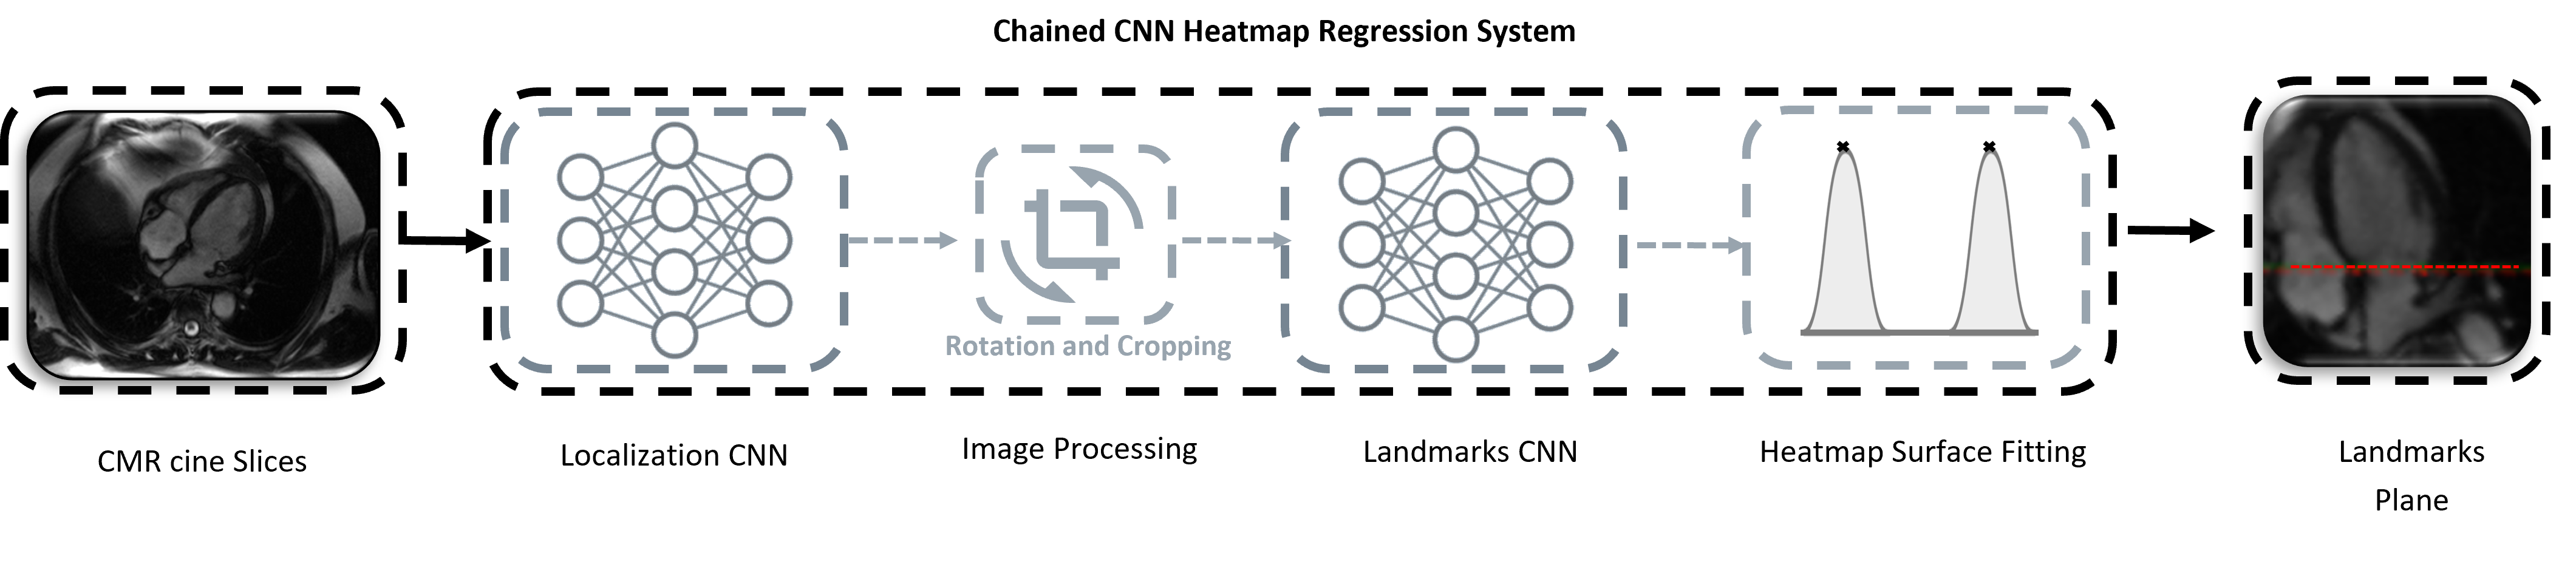 Chained CNN Heatmap Regression System
Rotation and Cropping
CMR cine Slices
Localization CNN
Image Processing
Landmarks CNN
Heatmap Surface Fitting
Landmarks
Plane